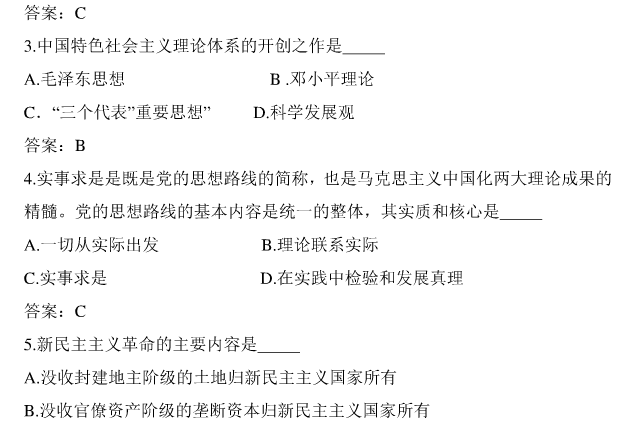 答案：C
3.中国特色社会主义理论体系的开创之作是_____
A.毛泽东思想 B .邓小平理论
C．“三个代表”重要思想” D.科学发展观
答案：B
4.实事求是是既是党的思想路线的简称，也是马克思主义中国化两大理论成果的
精髓。党的思想路线的基本内容是统一的整体，其实质和核心是_____
A.一切从实际出发 B.理论联系实际
C.实事求是 D.在实践中检验和发展真理
答案：C
5.新民主主义革命的主要内容是_____
A.没收封建地主阶级的土地归新民主主义国家所有
B.没收官僚资产阶级的垄断资本归新民主主义国家所有